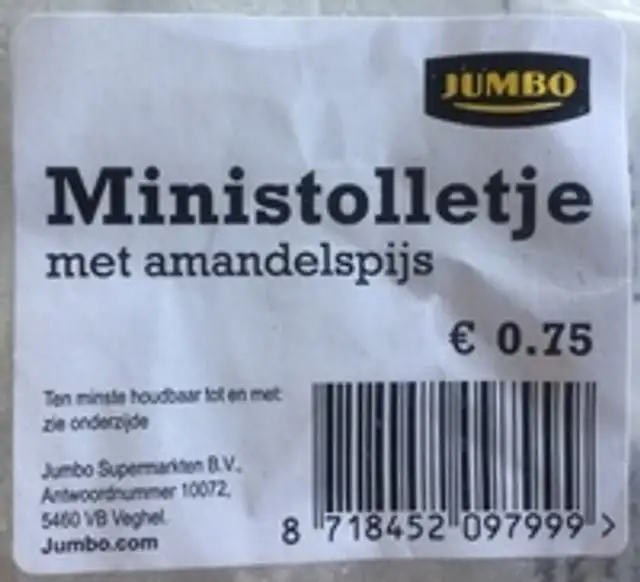 JUMBO
Ministolletje
met amandelspijs
€ 0.75
Ten minste houdbaar tot en met:
zie onderzijde
Jumbo Supermarkten B.V.,
Antwoordnummer 10072,
5460 VB Veghel.
Jumbo.com
8 718452 097999 >